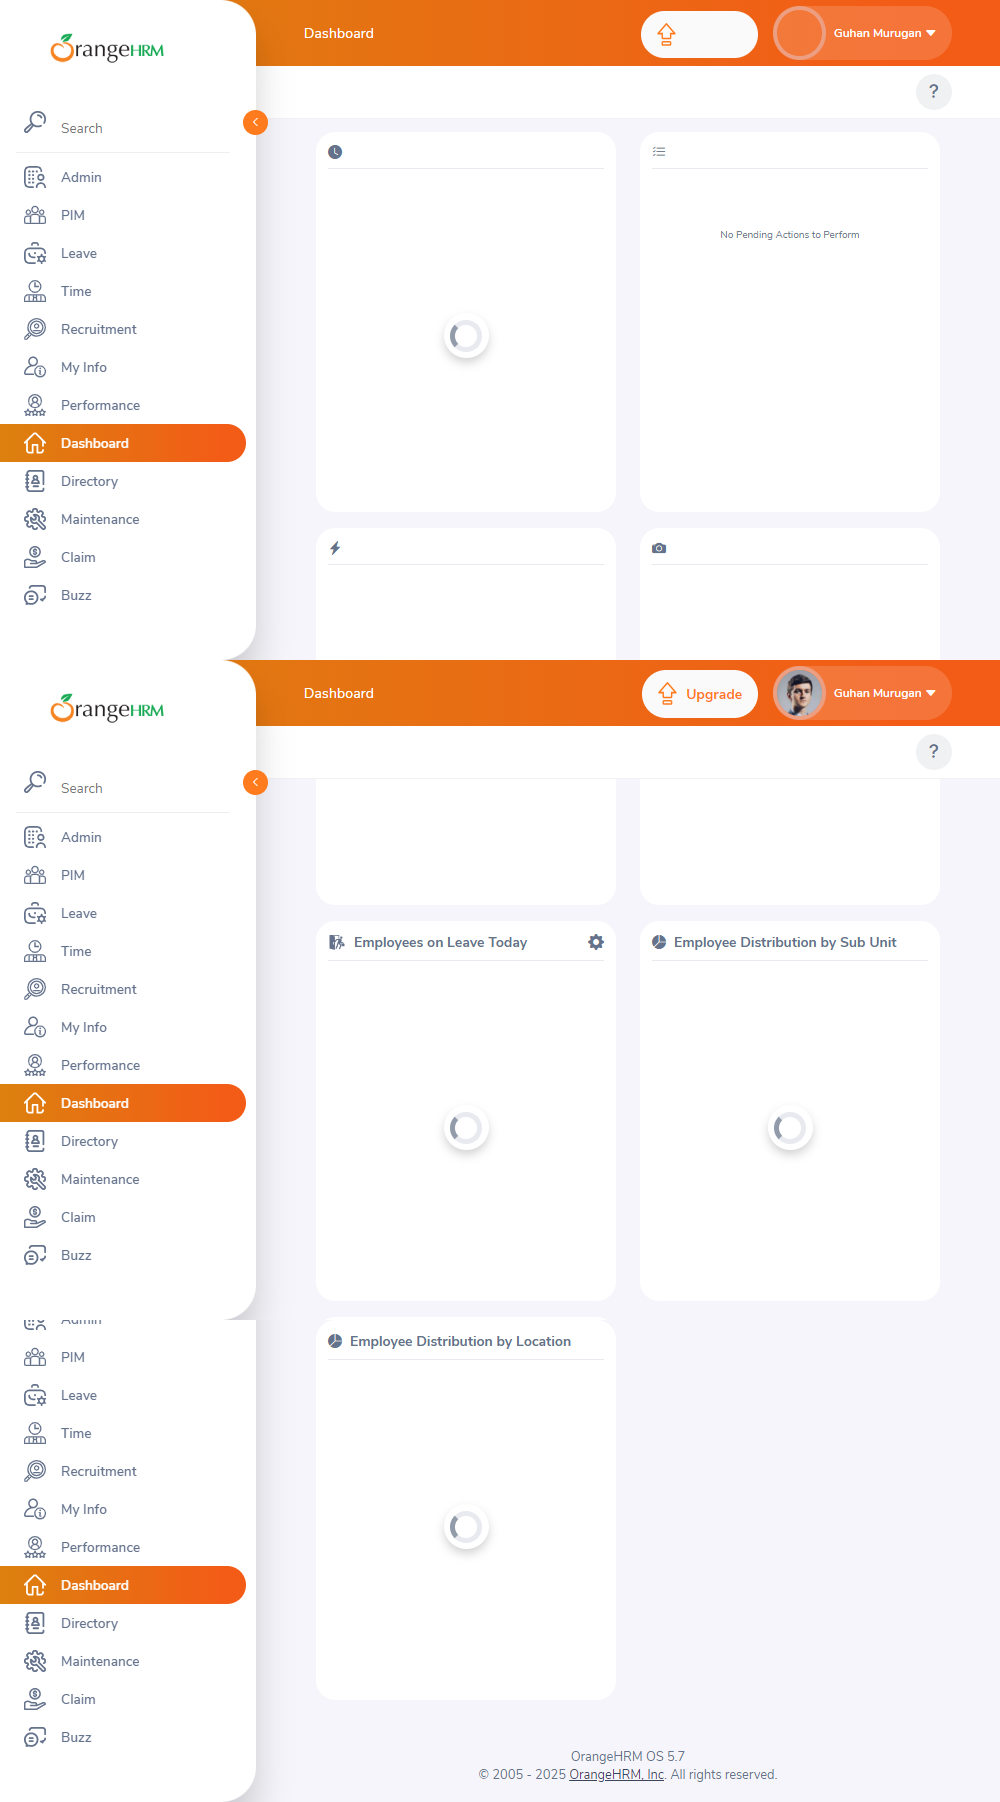 OrangeHRM
Dashboard
Guhan Murugan
?
Search
Admin
PIM
Leave
Time
Recruitment
My Info
Performance
Dashboard
Directory
Maintenance
Claim
Buzz
No Pending Actions to Perform
OrangeHRM
Dashboard
Upgrade
Guhan Murugan
?
Search
Admin
PIM
Leave
Time
Recruitment
My Info
Performance
Dashboard
Directory
Maintenance
Claim
Buzz
Employees on Leave Today
Employee Distribution by Sub Unit
Admin
PIM
Leave
Time
Recruitment
My Info
Performance
Dashboard
Directory
Maintenance
Claim
Buzz
Employee Distribution by Location
OrangeHRM OS 5.7
© 2005 - 2025 OrangeHRM, Inc. All rights reserved.